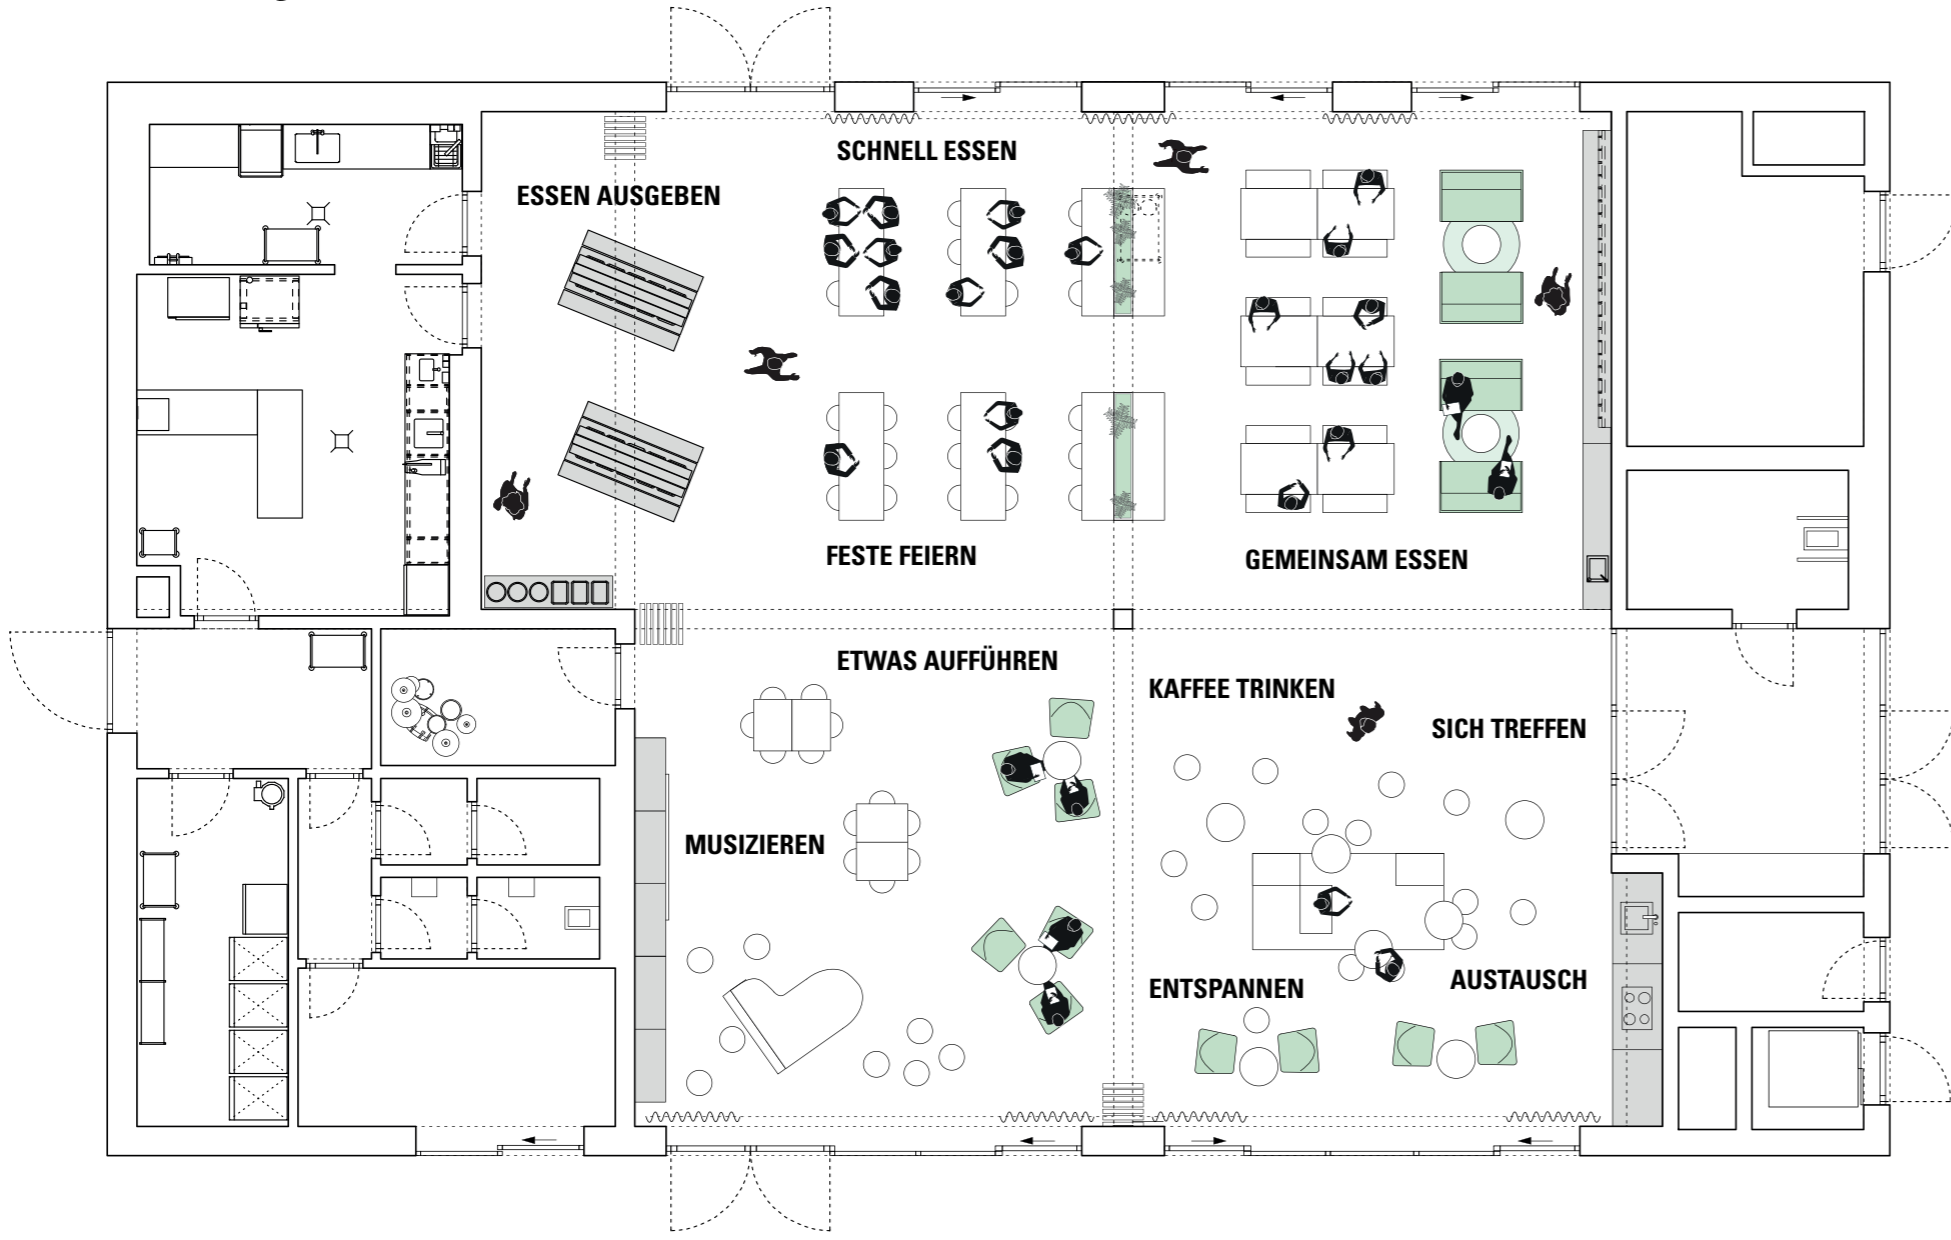 SCHNELL ESSEN
ESSEN AUSGEBEN
FESTE FEIERN
GEMEINSAM ESSEN
ETWAS AUFFÜHREN
KAFFEE TRINKEN
SICH TREFFEN
MUSIZIEREN
ENTSPANNEN
AUSTAUSCH